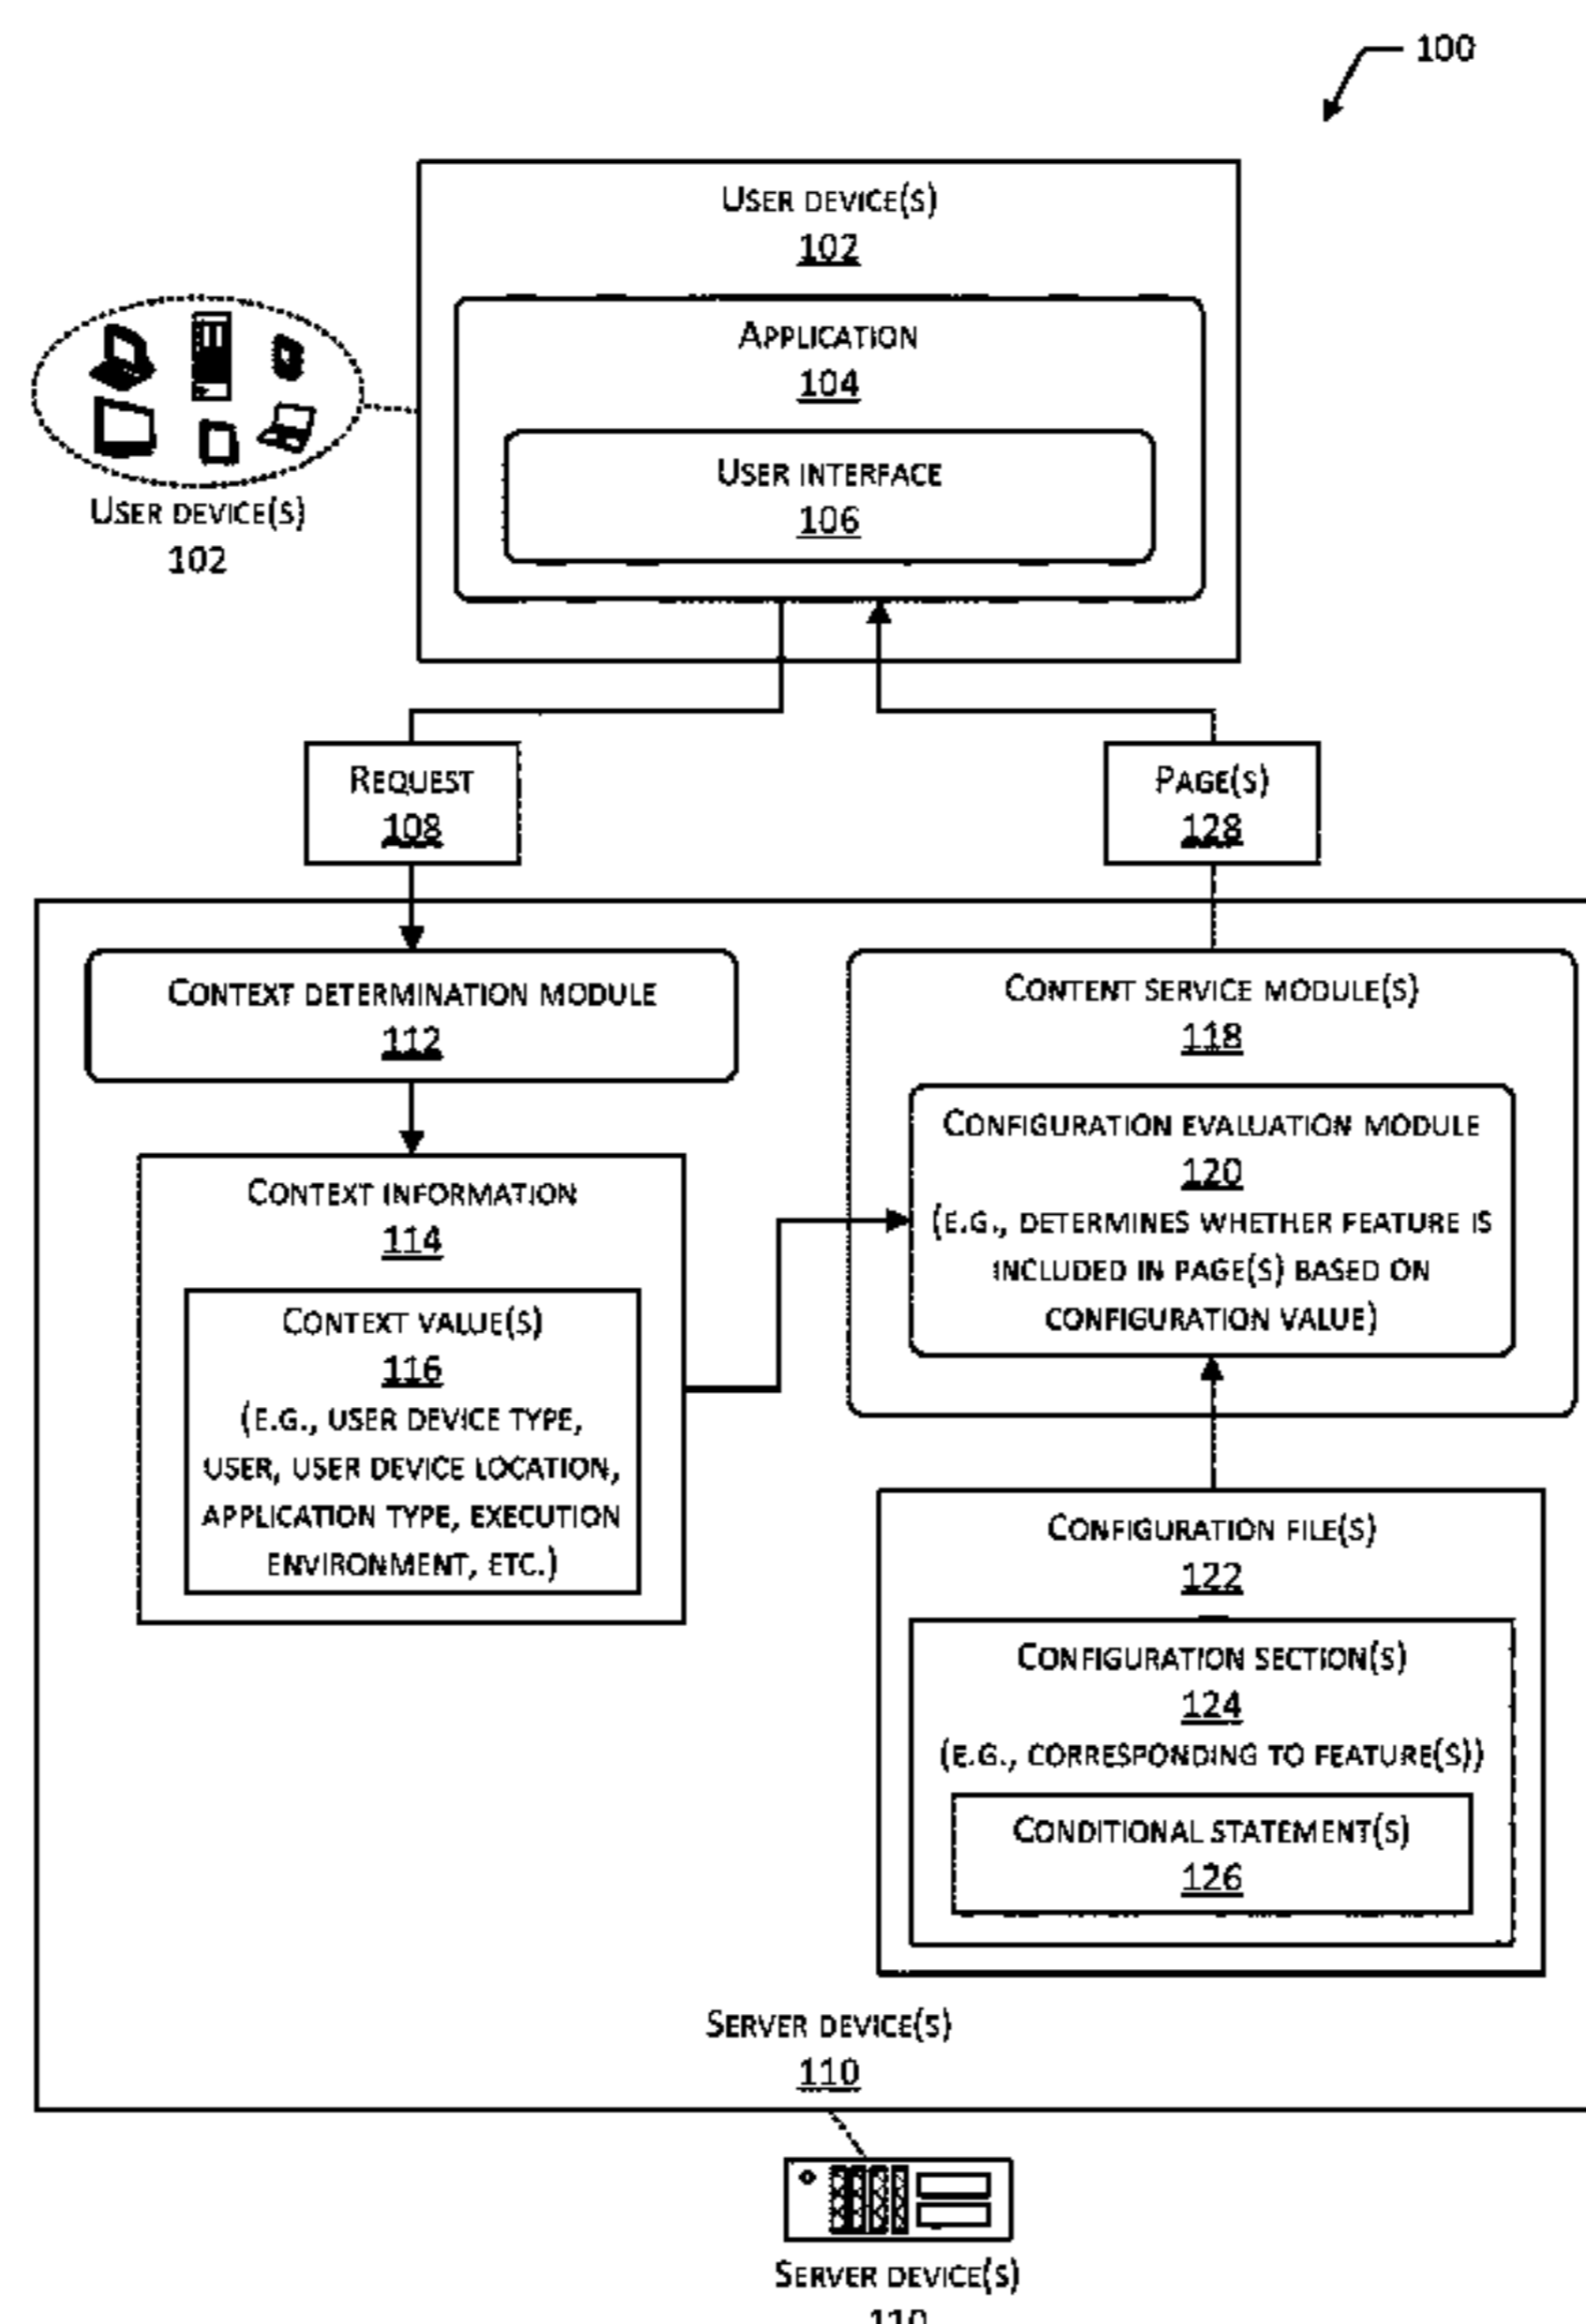 100
USER DEVICE(S)
102
APPLICATION
104
USER INTERFACE
106
USER DEVICE(S)
102
REQUEST
108
PAGE(S)
128
CONTEXT DETERMINATION MODULE
112
CONTENT SERVICE MODULE(S)
118
CONFIGURATION EVALUATION MODULE
120
(E.G., DETERMINES WHETHER FEATURE IS
INCLUDED IN PAGE(S) BASED ON
CONFIGURATION VALUE)
CONTEXT INFORMATION
114
CONTEXT VALUE(S)
116
(E.G., USER DEVICE TYPE,
USER, USER DEVICE LOCATION,
APPLICATION TYPE, EXECUTION
ENVIRONMENT, ETC.)
CONFIGURATION FILE(S)
122
CONFIGURATION SECTION(S)
124
(E.G., CORRESPONDING TO FEATURE(S))
CONDITIONAL STATEMENT(S)
126
SERVER DEVICE(S)
110
SERVER DEVICE(S)
110